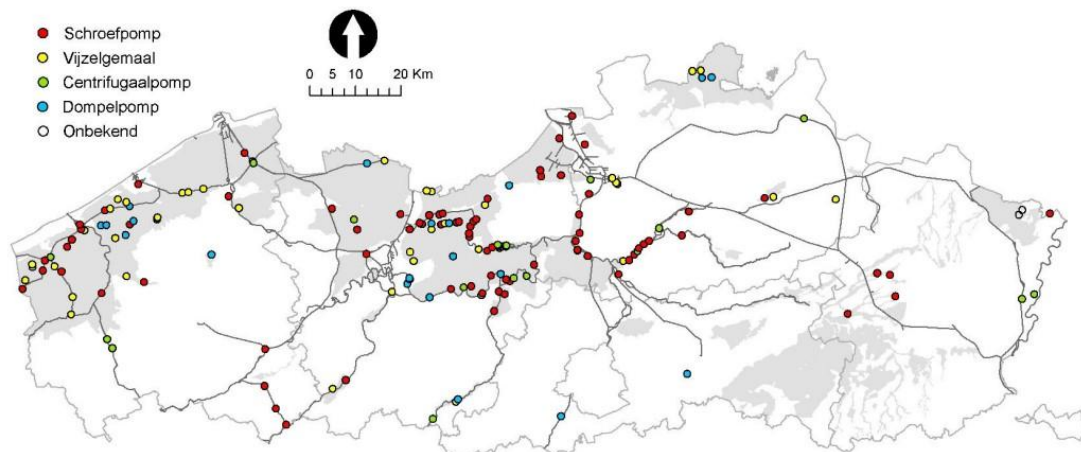 Schroefpomp
Vijzelgemaal
Centrifugaalpomp
Dompelpomp
Onbekend
0 5 10 20 Km